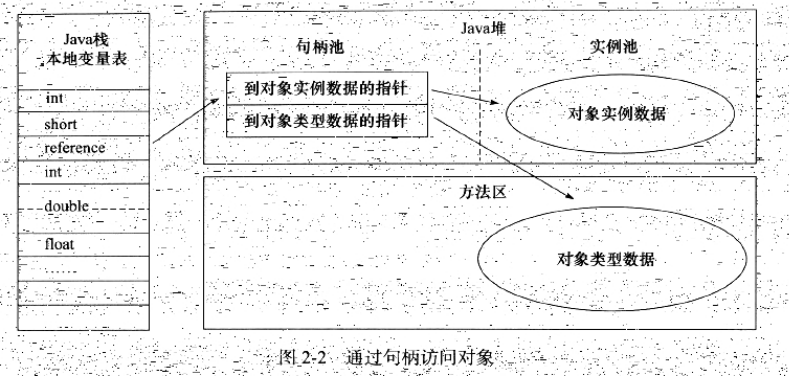 Java栈
本地变量表
int
short
reference
int
double
float
……
Java堆
句柄池
实例池
到对象实例数据的指针
到对象类型数据的指针
对象实例数据
方法区
对象类型数据
图 2-2 通过句柄访问对象